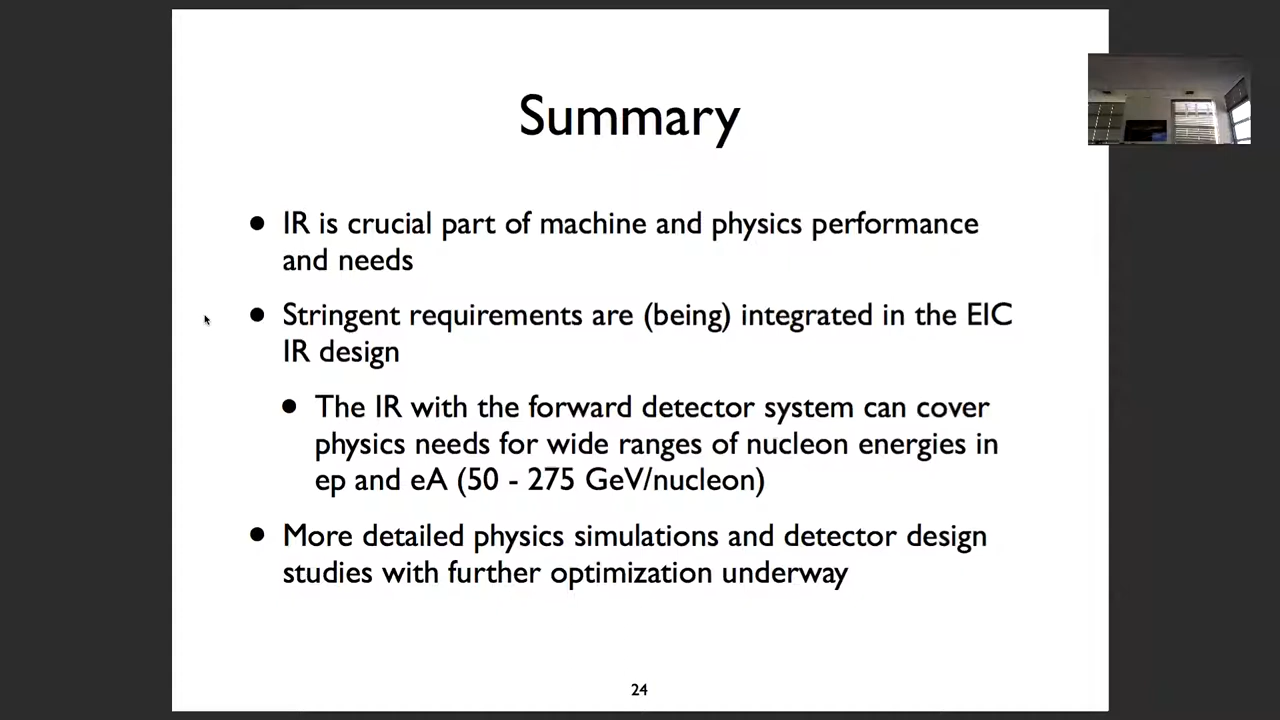 Summary
• IR is crucial part of machine and physics performance
and needs
• Stringent requirements are (being) integrated in the EIC
IR design
• The IR with the forward detector system can cover
physics needs for wide ranges of nucleon energies in
ep and eA (50 - 275 GeV/nucleon)
• More detailed physics simulations and detector design
studies with further optimization underway
24